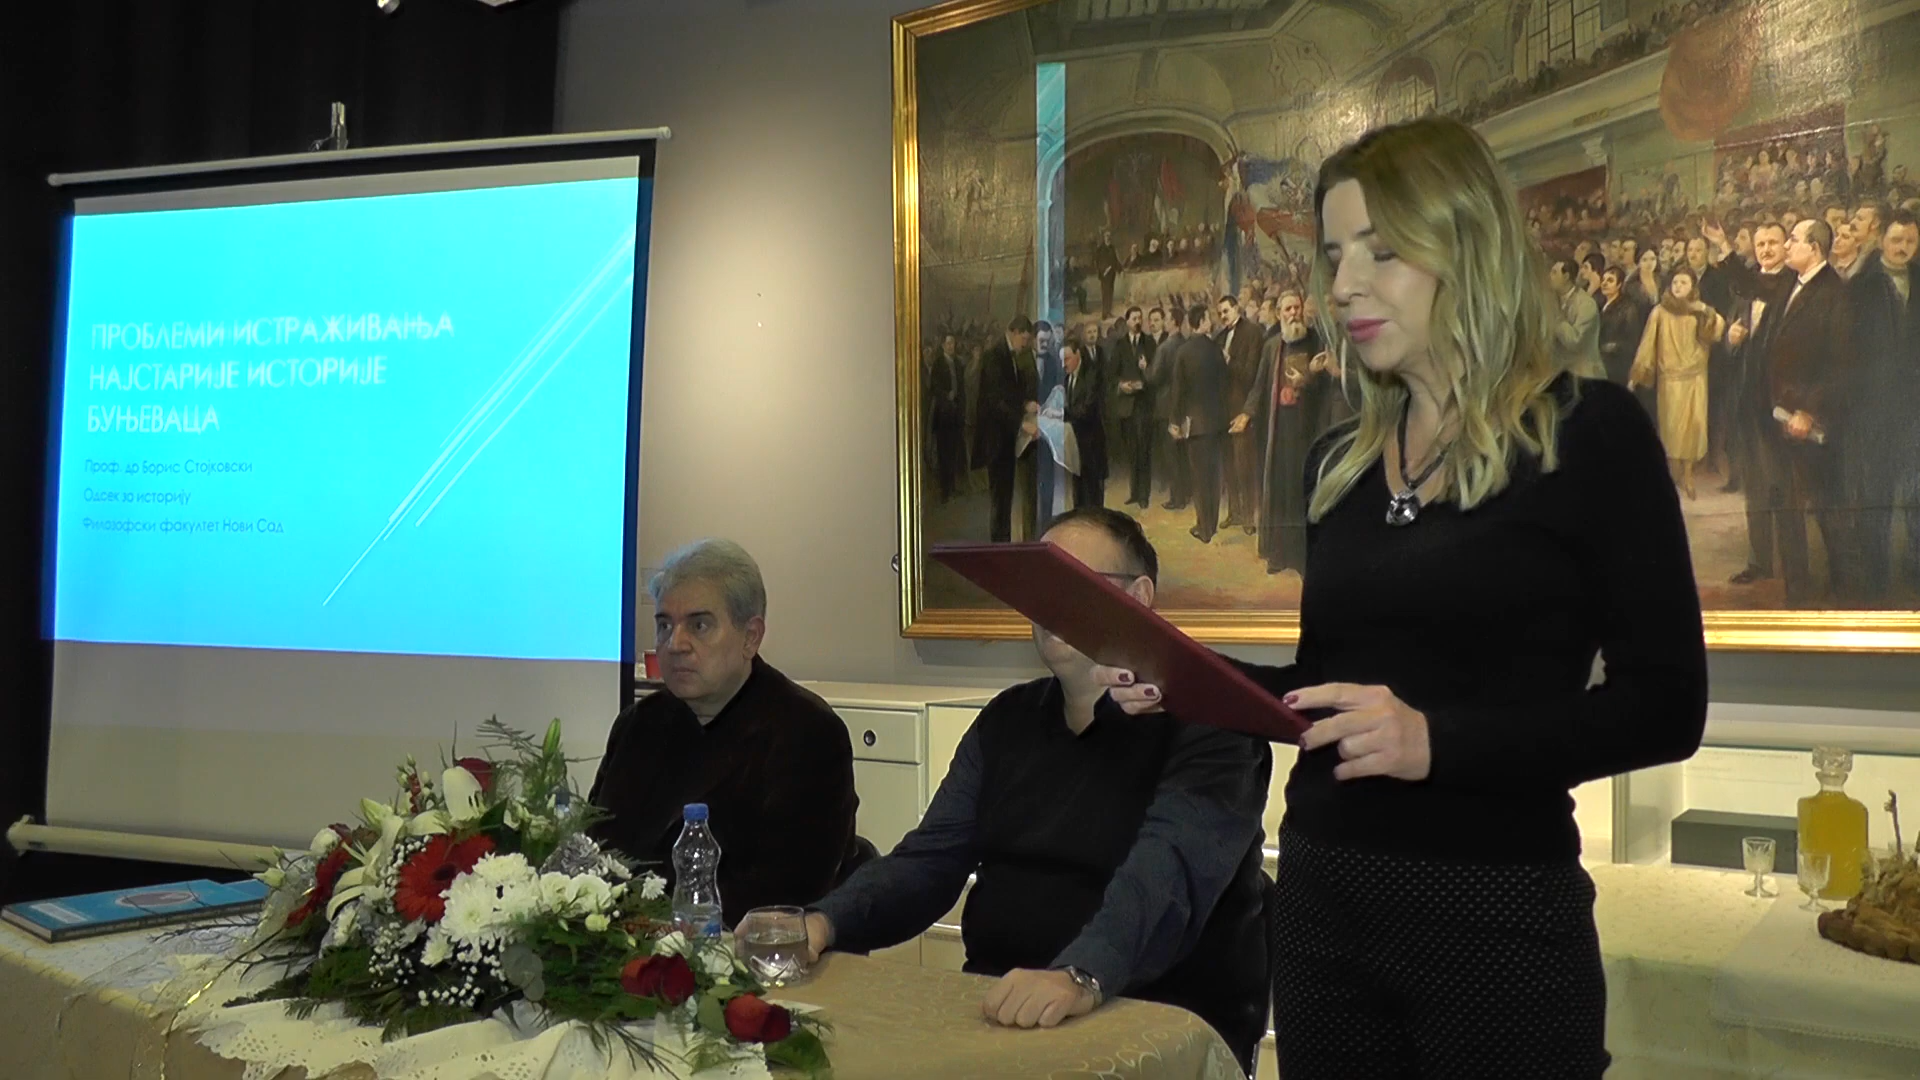 ПРОБЛЕМИ ИСТРАЖИВАЊА
НАЈСТАРИЈЕ ИСТОРИЈЕ
БУЊЕВАЦА
Проф. др Борис Стојковски
Одсек за историју
Филозофски факултет Нови Сад